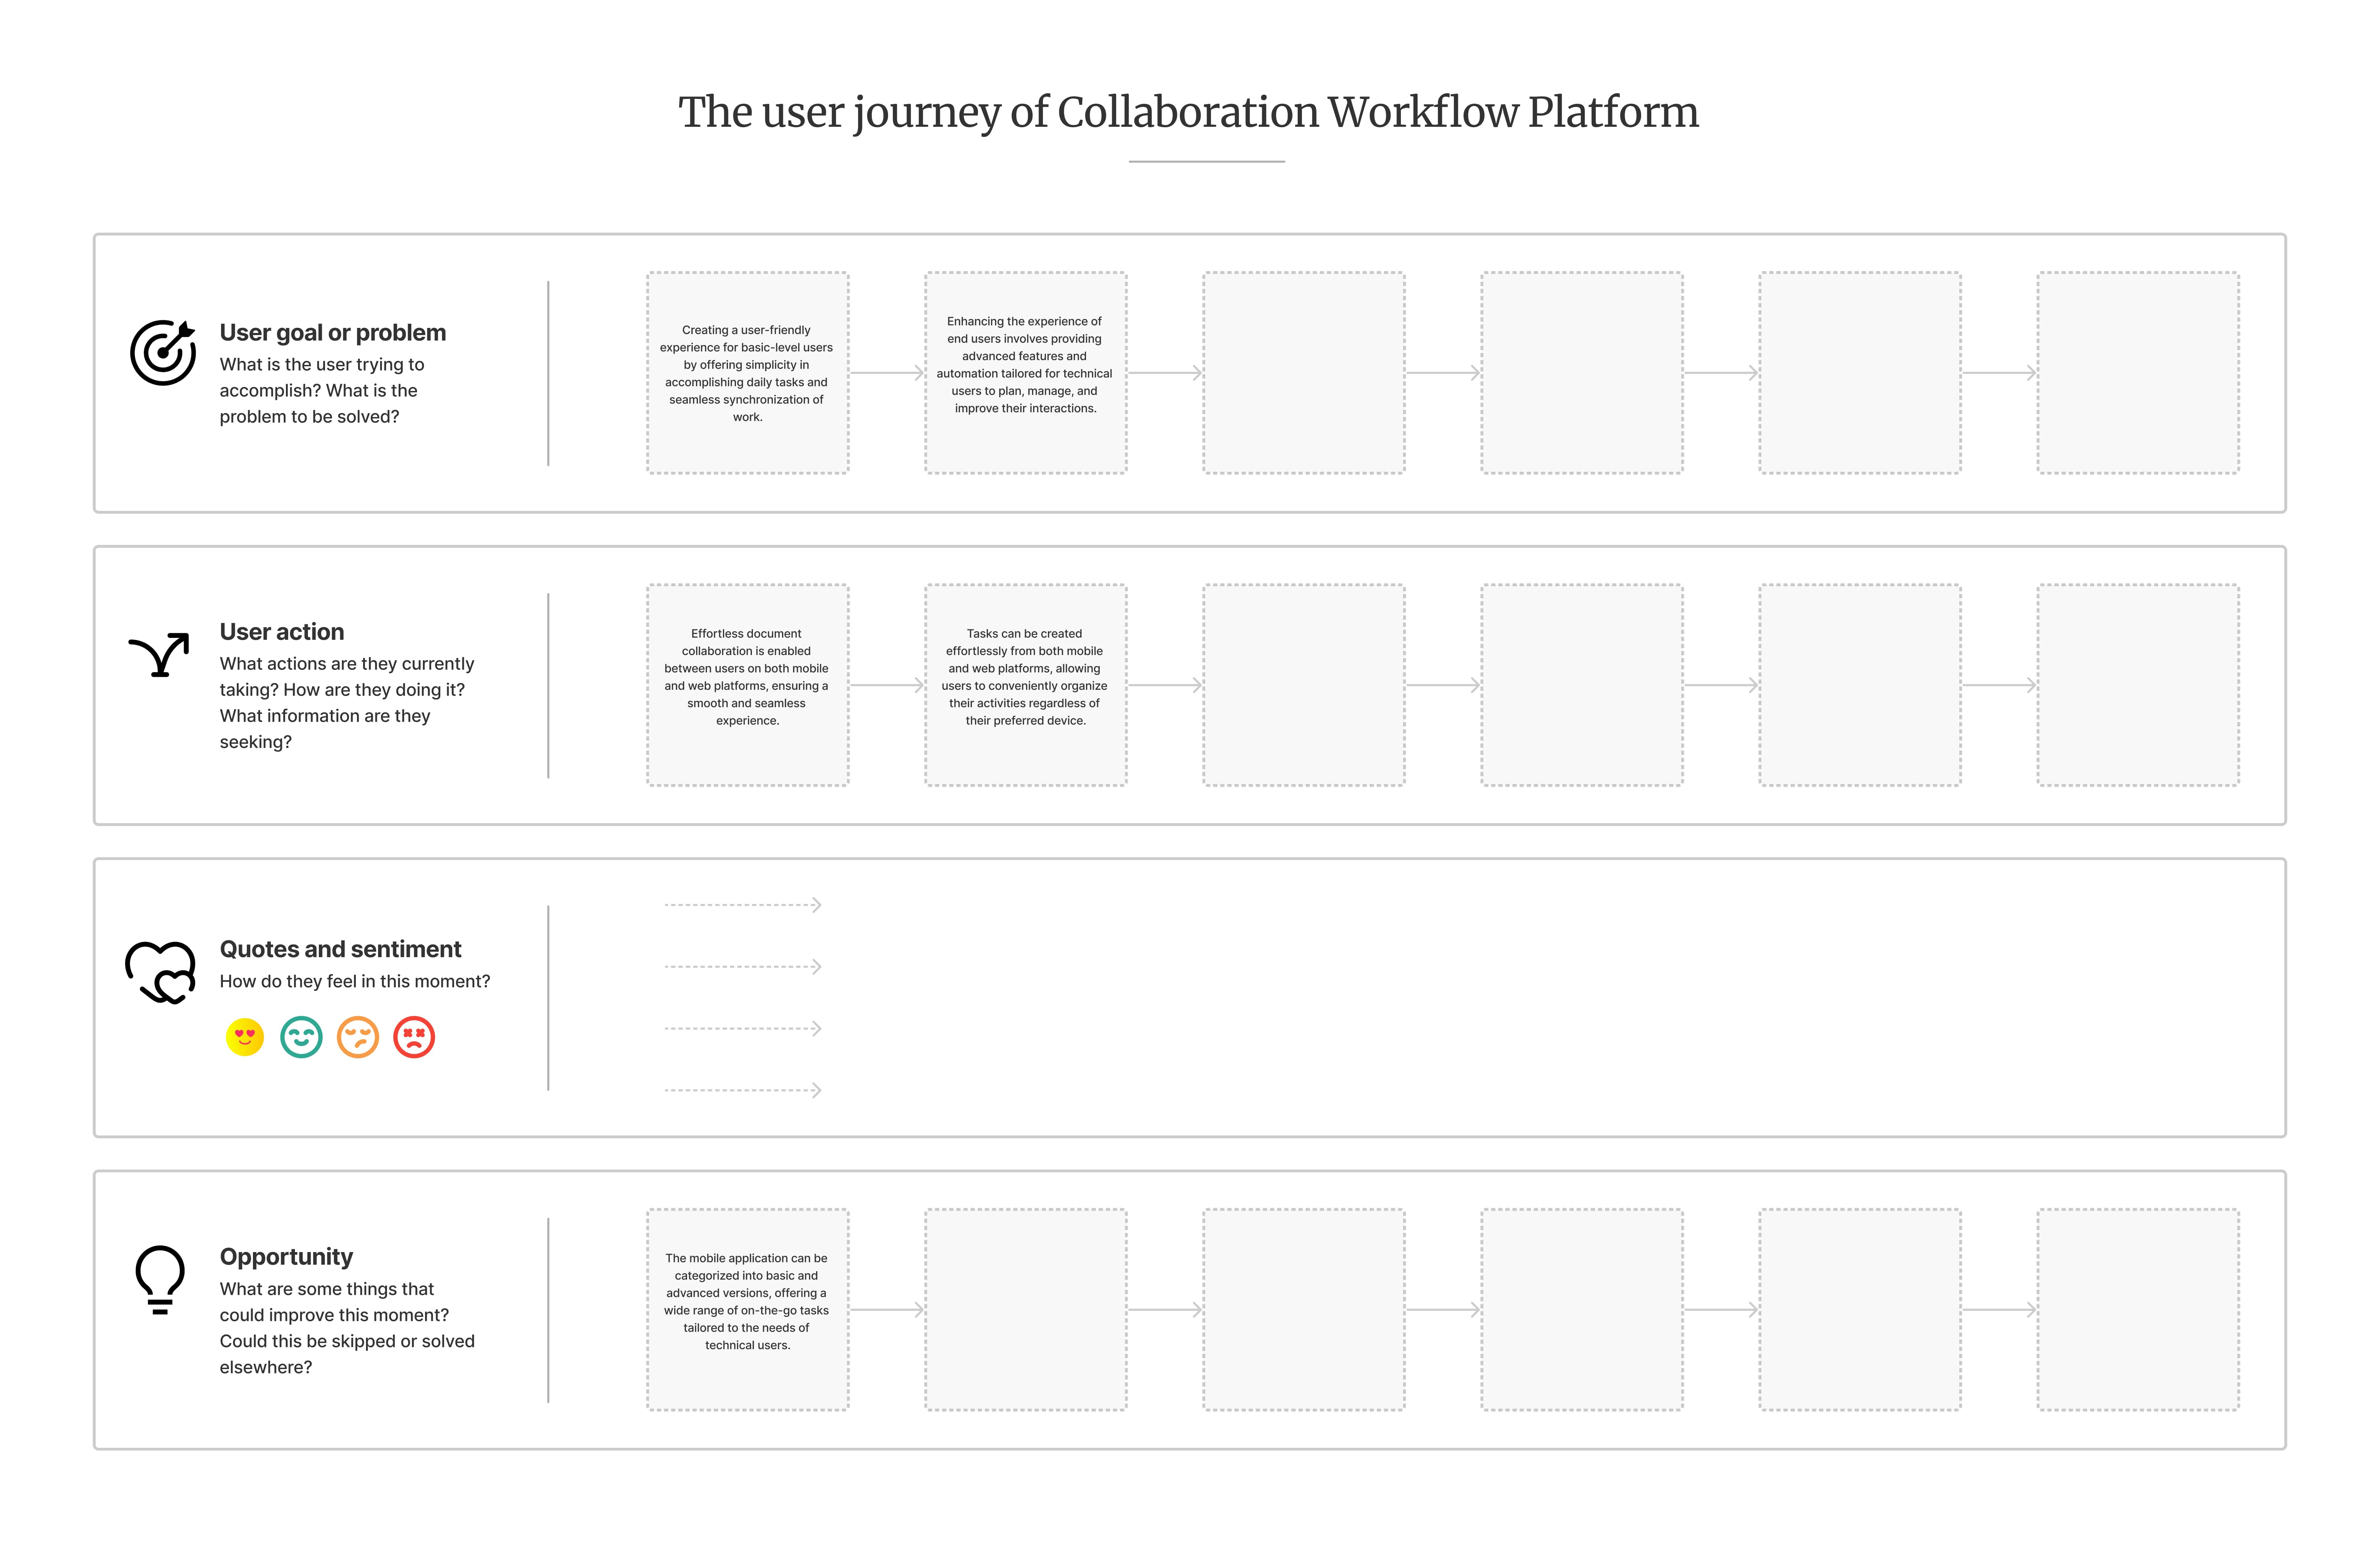 The user journey of Collaboration Workflow Platform
User goal or problem
What is the user trying to
accomplish? What is the
problem to be solved?
Creating a user-friendly
experience for basic-level users
by offering simplicity in
accomplishing daily tasks and
seamless synchronization of
work.
Enhancing the experience of
end users involves providing
advanced features and
automation tailored for technical
users to plan, manage, and
improve their interactions.
User action
What actions are they currently
taking? How are they doing it?
What information are they
seeking?
Effortless document
collaboration is enabled
between users on both mobile
and web platforms, ensuring a
smooth and seamless
experience.
Tasks can be created
effortlessly from both mobile
and web platforms, allowing
users to conveniently organize
their activities regardless of
their preferred device.
Quotes and sentiment
How do they feel in this moment?
Opportunity
What are some things that
could improve this moment?
Could this be skipped or solved
elsewhere?
The mobile application can be
categorized into basic and
advanced versions, offering a
wide range of on-the-go tasks
tailored to the needs of
technical users.